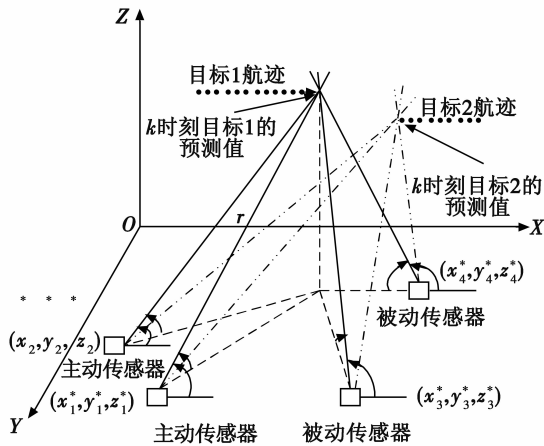 Z
目标1航迹
k时刻目标1的
预测值
目标2航迹
k时刻目标2的
预测值
O
r
X
(x₄*,y₄*,z₄*)
被动传感器
* * *
(x₂,y₂,z₂)
主动传感器
(x₁*,y₁*,z₁*)
Y
主动传感器
被动传感器
(x₃*,y₃*,z₃*)